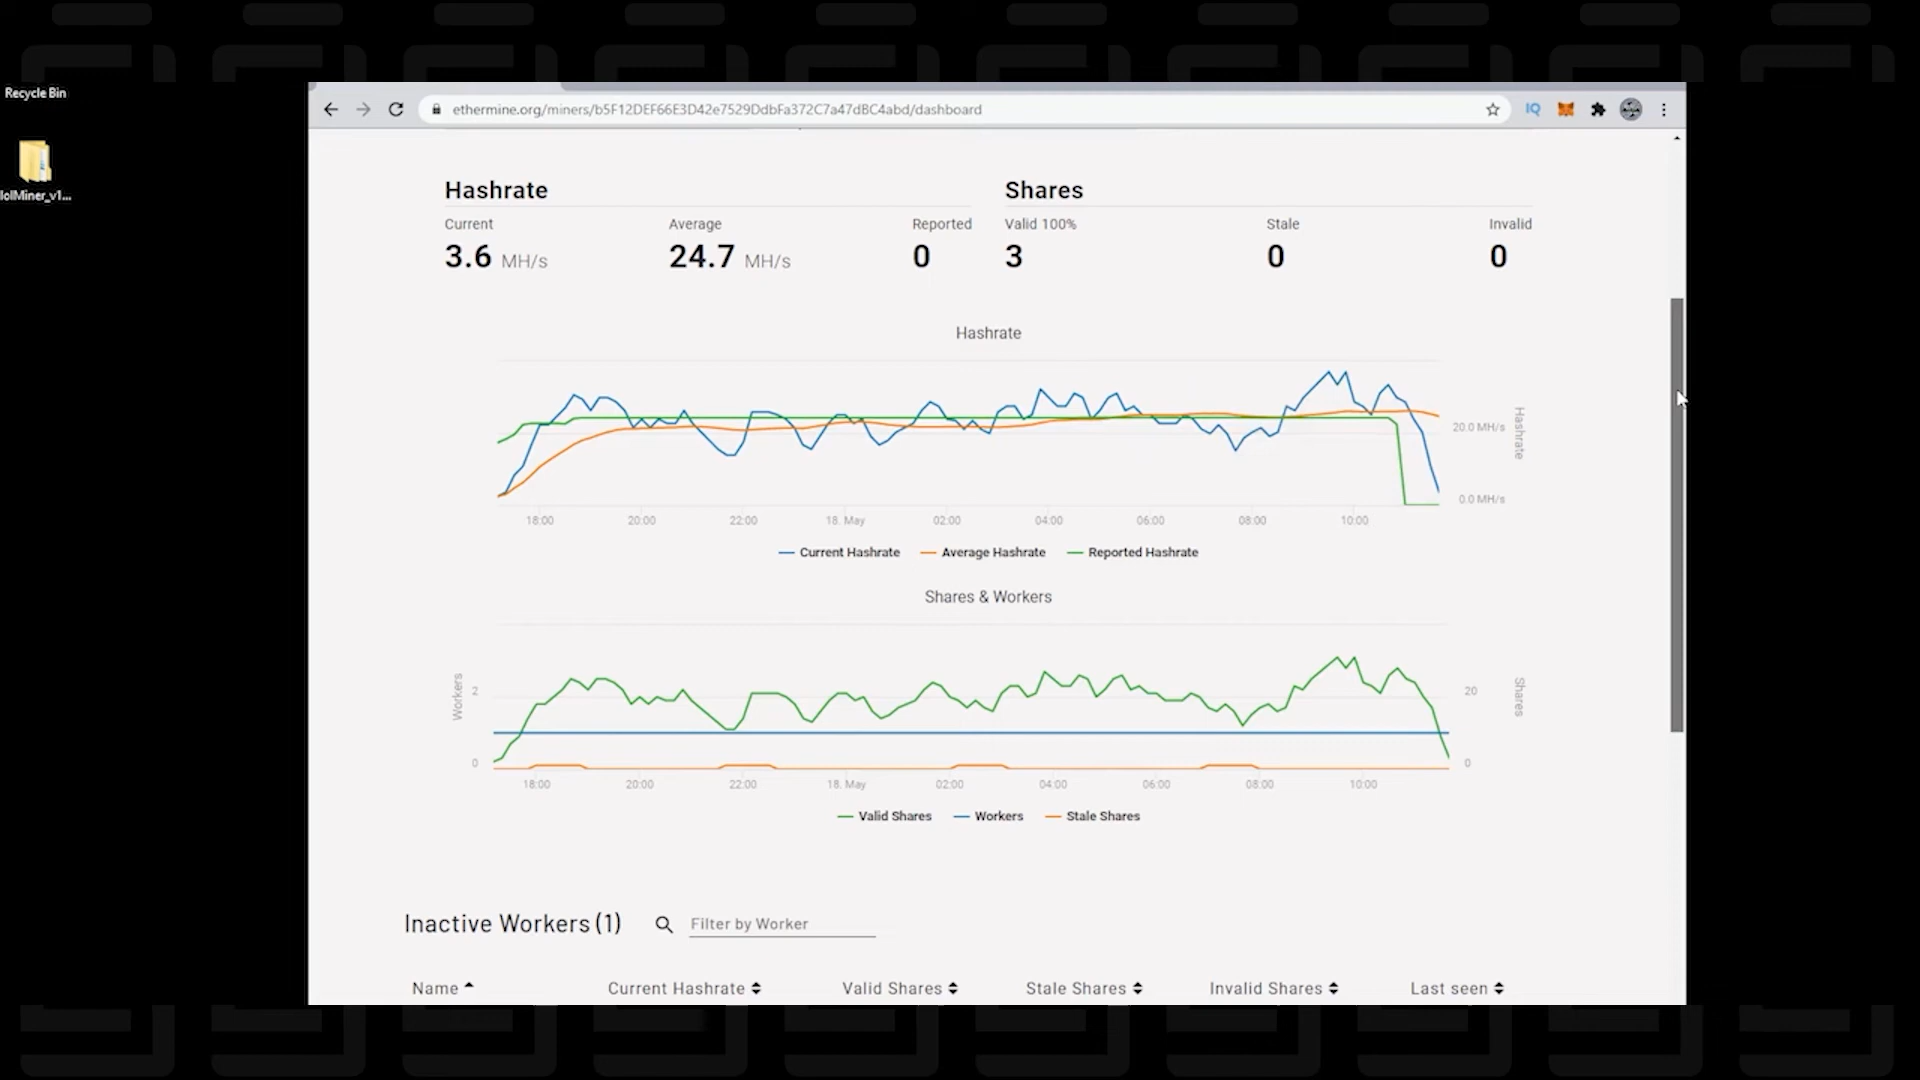 Recycle Bin
lolMiner_v1...
ethermine.org/miners/b5F12DEF66E3D42e7529DdbFa372C7a47dBC4abd/dashboard
IQ
Hashrate
Current Average Reported
3.6 MH/s 24.7 MH/s 0
Shares
Valid 100% Stale Invalid
3 0 0
Hashrate
20.0 MH/s
0.0 MH/s
Hashrate
18:00 20:00 22:00 18. May 02:00 04:00 06:00 08:00 10:00
Current Hashrate Average Hashrate Reported Hashrate
Shares & Workers
Workers
2
0
20
0
Shares
18:00 20:00 22:00 18. May 02:00 04:00 06:00 08:00 10:00
Valid Shares Workers Stale Shares
Inactive Workers (1) Filter by Worker
Name Current Hashrate Valid Shares Stale Shares Invalid Shares Last seen